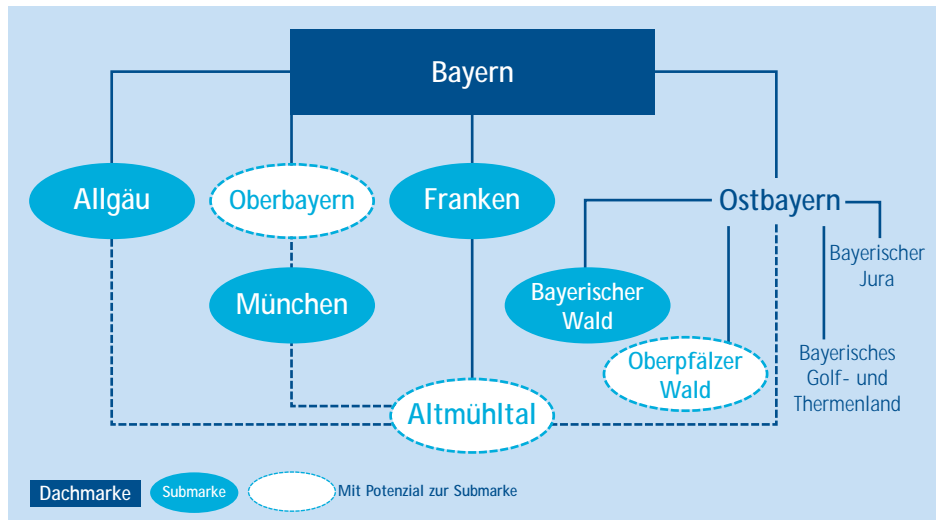 Bayern
Allgäu
Oberbayern
Franken
Ostbayern
München
Bayerischer
Wald
Bayerischer
Jura
Oberpfälzer
Wald
Bayerisches
Golf- und
Thermenland
Altmühltal
Dachmarke
Submarke
Mit Potenzial zur Submarke